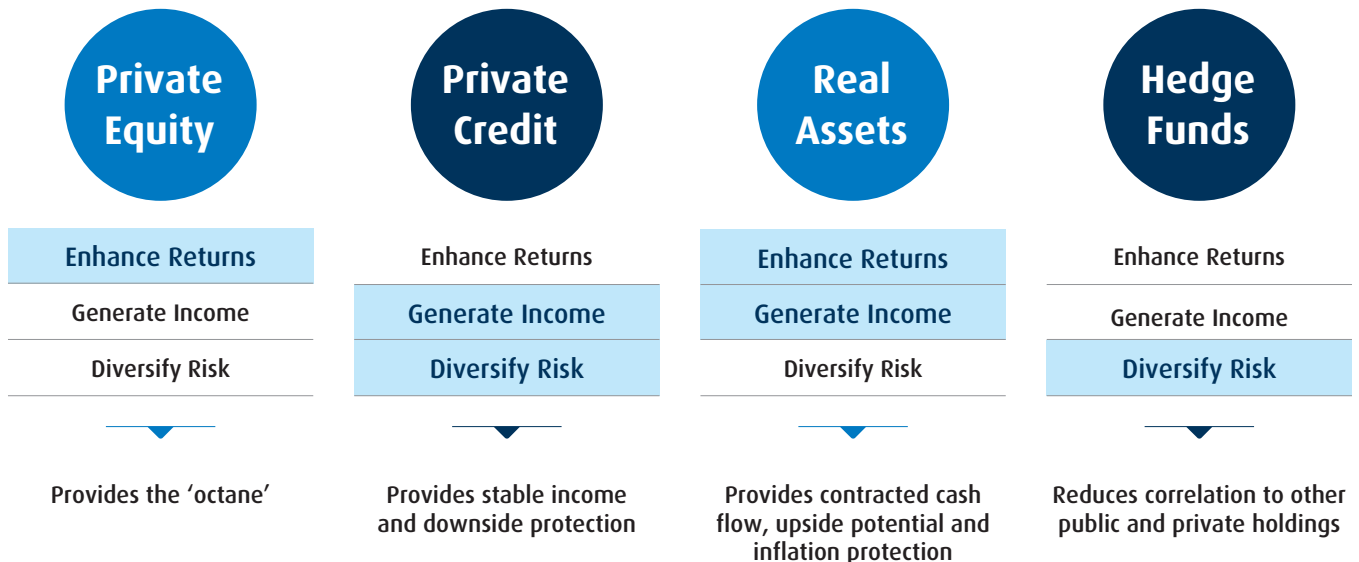 Private
Equity
Enhance Returns
Generate Income
Diversify Risk
Provides the ‘octane’
Private
Credit
Enhance Returns
Generate Income
Diversify Risk
Provides stable income
and downside protection
Real
Assets
Enhance Returns
Generate Income
Diversify Risk
Provides contracted cash
flow, upside potential and
inflation protection
Hedge
Funds
Enhance Returns
Generate Income
Diversify Risk
Reduces correlation to other
public and private holdings